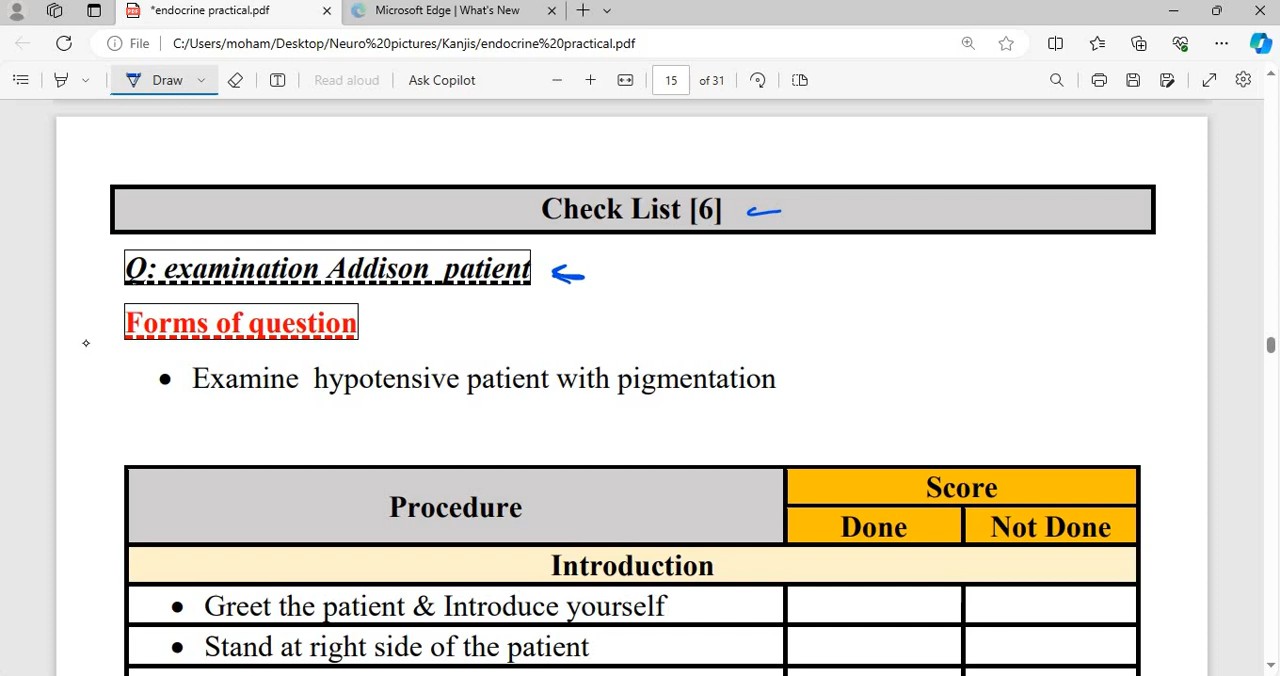 *endocrine practical.pdf
Microsoft Edge | What's New
File
C:/Users/moham/Desktop/Neuro%20pictures/Kanjis/endocrine%20practical.pdf
Draw
Read aloud
Ask Copilot
15 of 31
Check List [6]
Q: examination Addison patient
Forms of question
• Examine hypotensive patient with pigmentation
Procedure
Score
Done
Not Done
Introduction
• Greet the patient & Introduce yourself
• Stand at right side of the patient